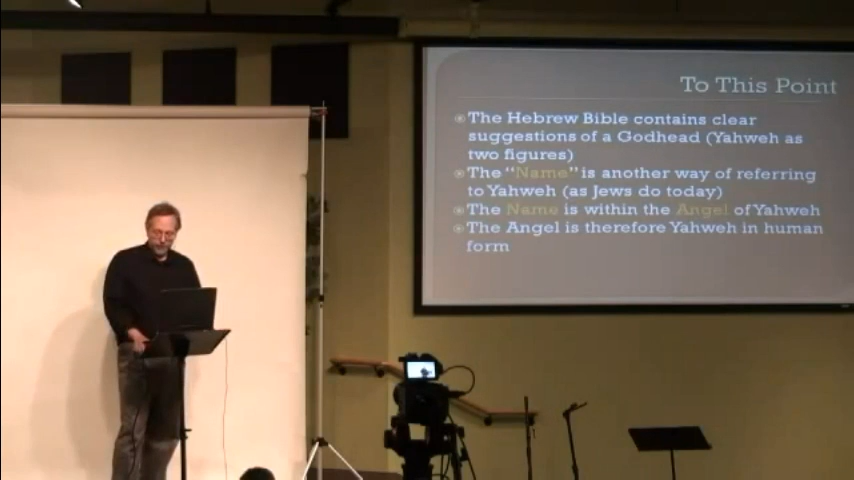 To This Point
The Hebrew Bible contains clear
suggestions of a Godhead (Yahweh as
two figures)
The “Name” is another way of referring
to Yahweh (as Jews do today)
The Name is within the Angel of Yahweh
The Angel is therefore Yahweh in human
form